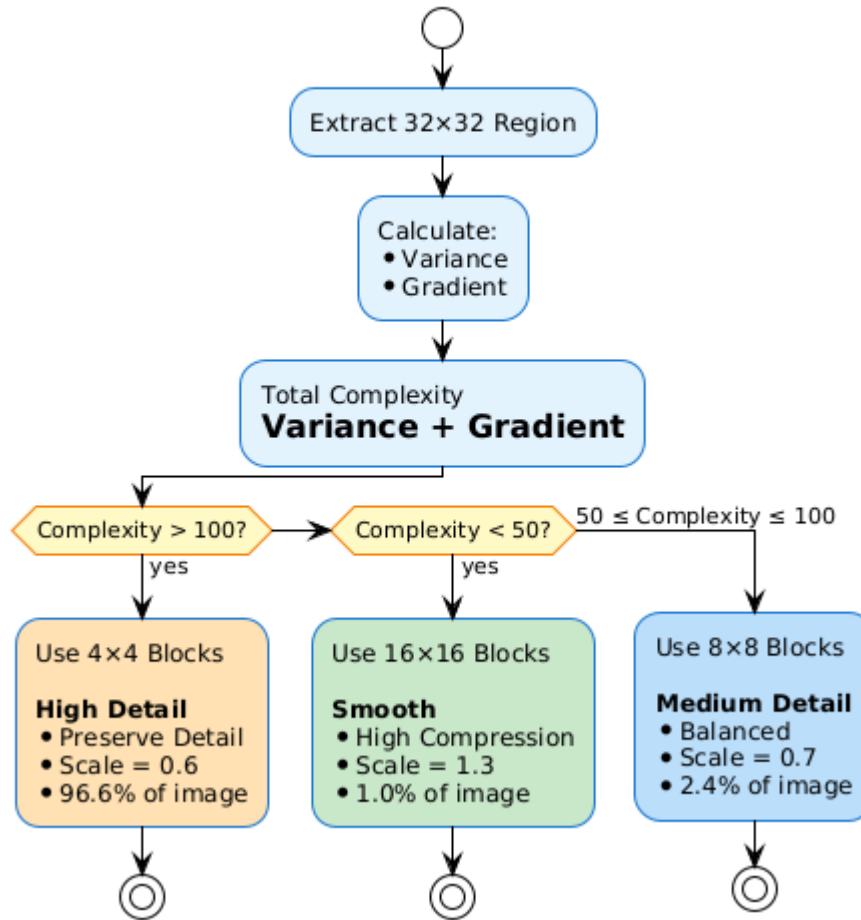 Extract 32×32 Region
Calculate:
• Variance
• Gradient
Total Complexity
Variance + Gradient
Complexity > 100?
Complexity < 50?
50 ≤ Complexity ≤ 100
yes
yes
Use 4×4 Blocks
High Detail
• Preserve Detail
• Scale = 0.6
• 96.6% of image
Use 16×16 Blocks
Smooth
• High Compression
• Scale = 1.3
• 1.0% of image
Use 8×8 Blocks
Medium Detail
• Balanced
• Scale = 0.7
• 2.4% of image